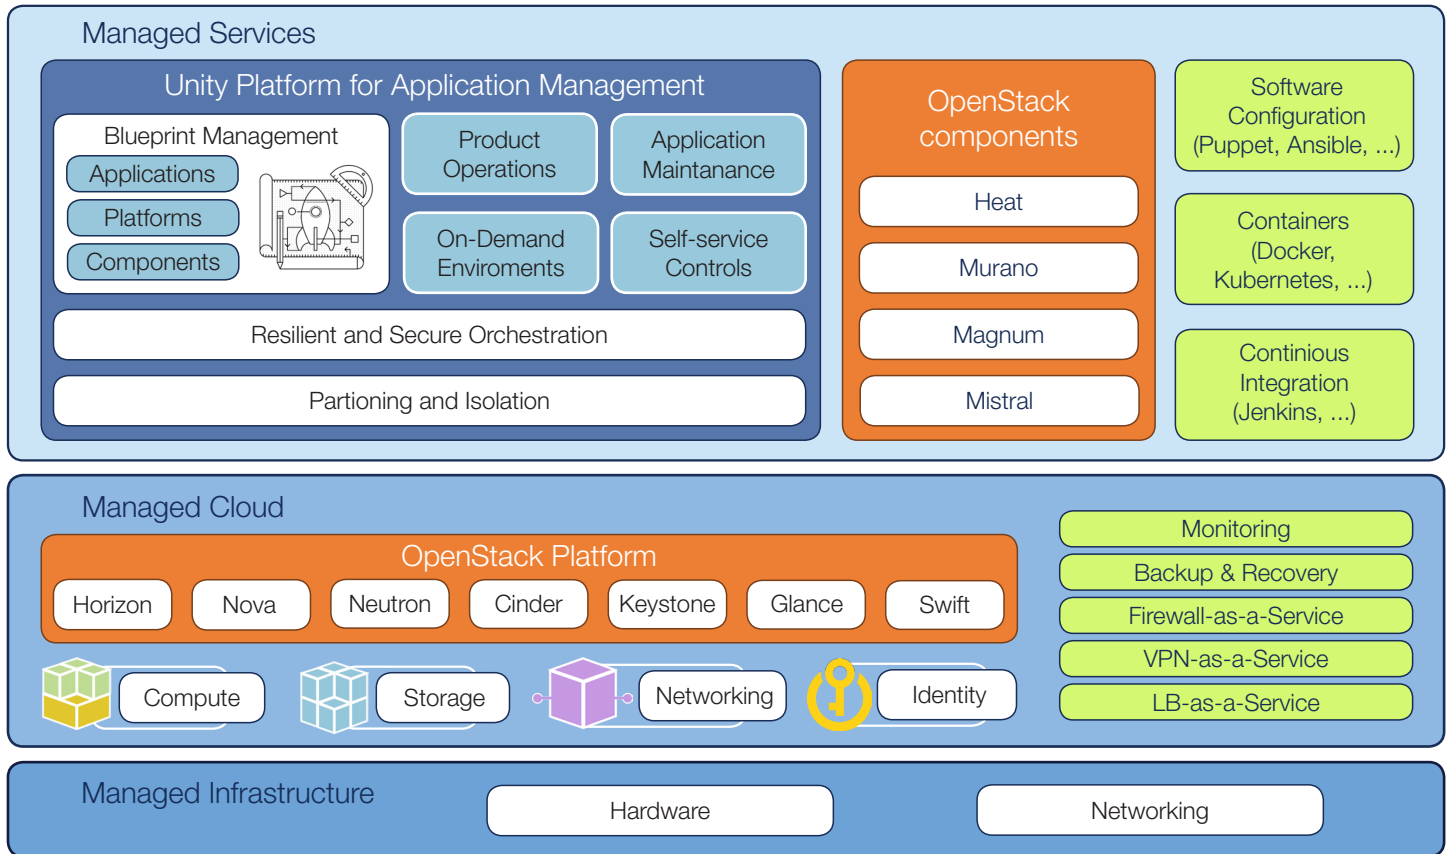 Managed Services
Unity Platform for Application Management
Blueprint Management
Applications
Platforms
Components
Product
Operations
Application
Maintanance
On-Demand
Enviroments
Self-service
Controls
Resilient and Secure Orchestration
Partioning and Isolation
OpenStack
components
Heat
Murano
Magnum
Mistral
Software
Configuration
(Puppet, Ansible, ...)
Containers
(Docker,
Kubernetes, ...)
Continious
Integration
(Jenkins, ...)
Managed Cloud
OpenStack Platform
Horizon
Nova
Neutron
Cinder
Keystone
Glance
Swift
Compute
Storage
Networking
Identity
Monitoring
Backup & Recovery
Firewall-as-a-Service
VPN-as-a-Service
LB-as-a-Service
Managed Infrastructure
Hardware
Networking